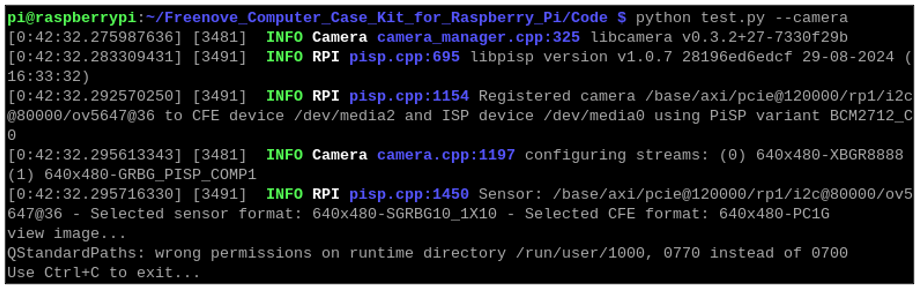 pi@raspberrypi:~/Freenove_Computer_Case_Kit_for_Raspberry_Pi/Code $ python test.py --camera
[0:42:32.275987636] [3481]  INFO Camera camera_manager.cpp:325 libcamera v0.3.2+27-7330f29b
[0:42:32.283309431] [3491]  INFO RPI pisp.cpp:695 libpisp version v1.0.7 28196ed6edcf 29-08-2024 (
16:33:32)
[0:42:32.292570250] [3491]  INFO RPI pisp.cpp:1154 Registered camera /base/axi/pcie@120000/rp1/i2c
@80000/ov5647@36 to CFE device /dev/media2 and ISP device /dev/media0 using PiSP variant BCM2712_C
0
[0:42:32.295613343] [3481]  INFO Camera camera.cpp:1197 configuring streams: (0) 640x480-XBGR8888
(1) 640x480-GRBG_PISP_COMP1
[0:42:32.295716330] [3491]  INFO RPI pisp.cpp:1450 Sensor: /base/axi/pcie@120000/rp1/i2c@80000/ov5
647@36 - Selected sensor format: 640x480-SGRBG10_1X10 - Selected CFE format: 640x480-PC1G
view image...
QStandardPaths: wrong permissions on runtime directory /run/user/1000, 0770 instead of 0700
Use Ctrl+C to exit...